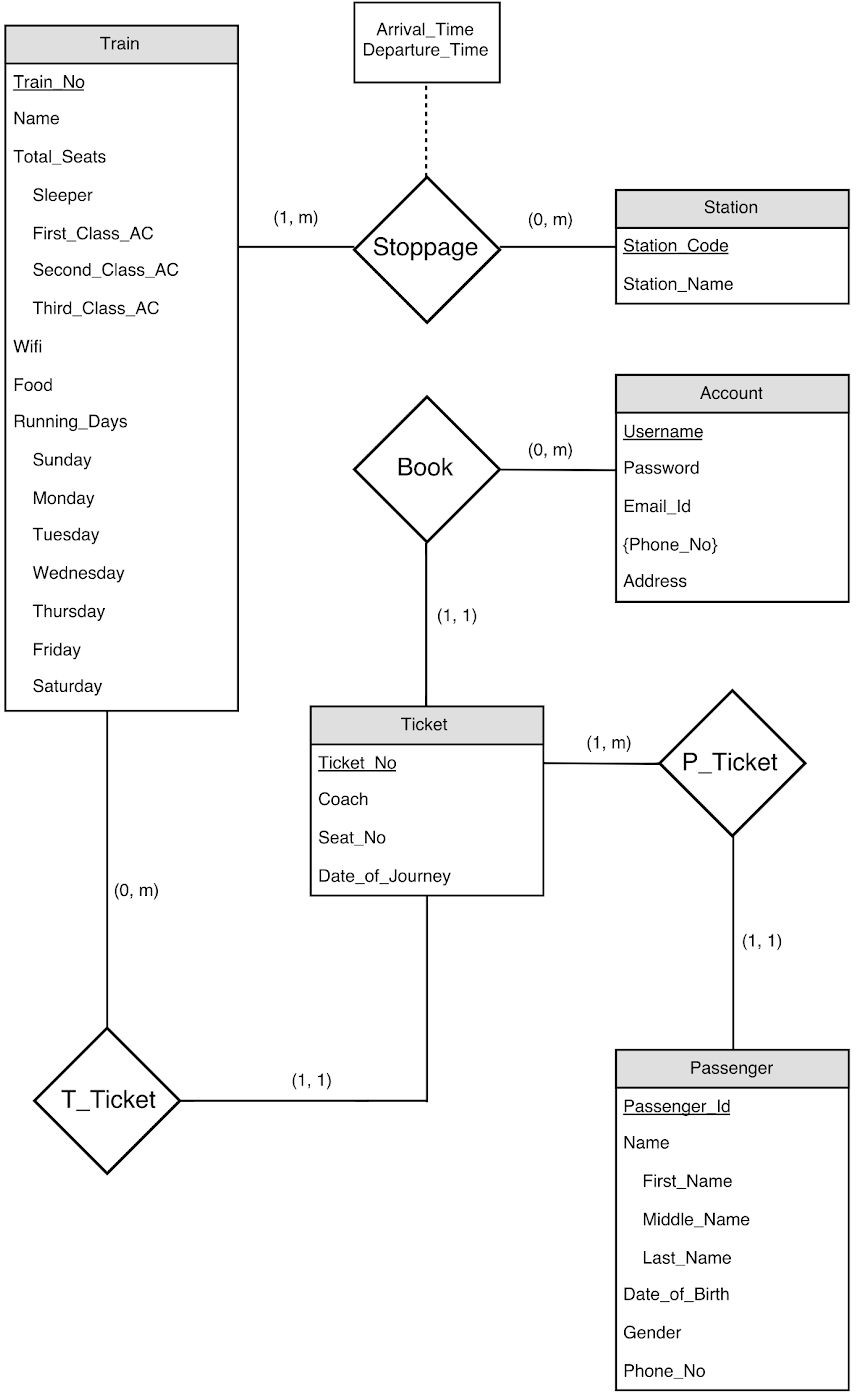 Arrival_Time
Departure_Time
Train
Train_No
Name
Total_Seats
Sleeper
First_Class_AC
Second_Class_AC
Third_Class_AC
Wifi
Food
Running_Days
Sunday
Monday
Tuesday
Wednesday
Thursday
Friday
Saturday
(1, m)
Stoppage
(0, m)
Station
Station_Code
Station_Name
Book
(0, m)
Account
Username
Password
Email_Id
{Phone_No}
Address
(1, 1)
Ticket
Ticket_No
Coach
Seat_No
Date_of_Journey
(1, m)
P_Ticket
(0, m)
(1, 1)
T_Ticket
(1, 1)
Passenger
Passenger_Id
Name
First_Name
Middle_Name
Last_Name
Date_of_Birth
Gender
Phone_No